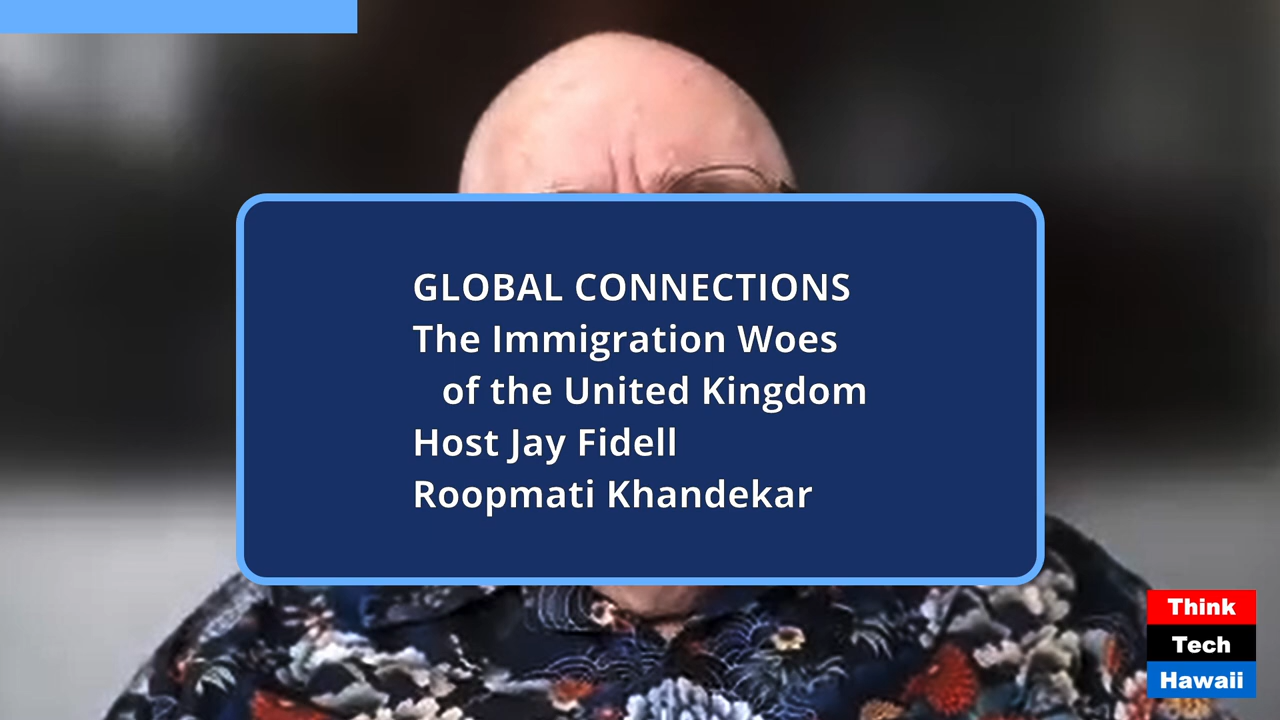 GLOBAL CONNECTIONS
The Immigration Woes
of the United Kingdom
Host Jay Fidell
Roopmati Khandekar
Think
Tech
Hawaii